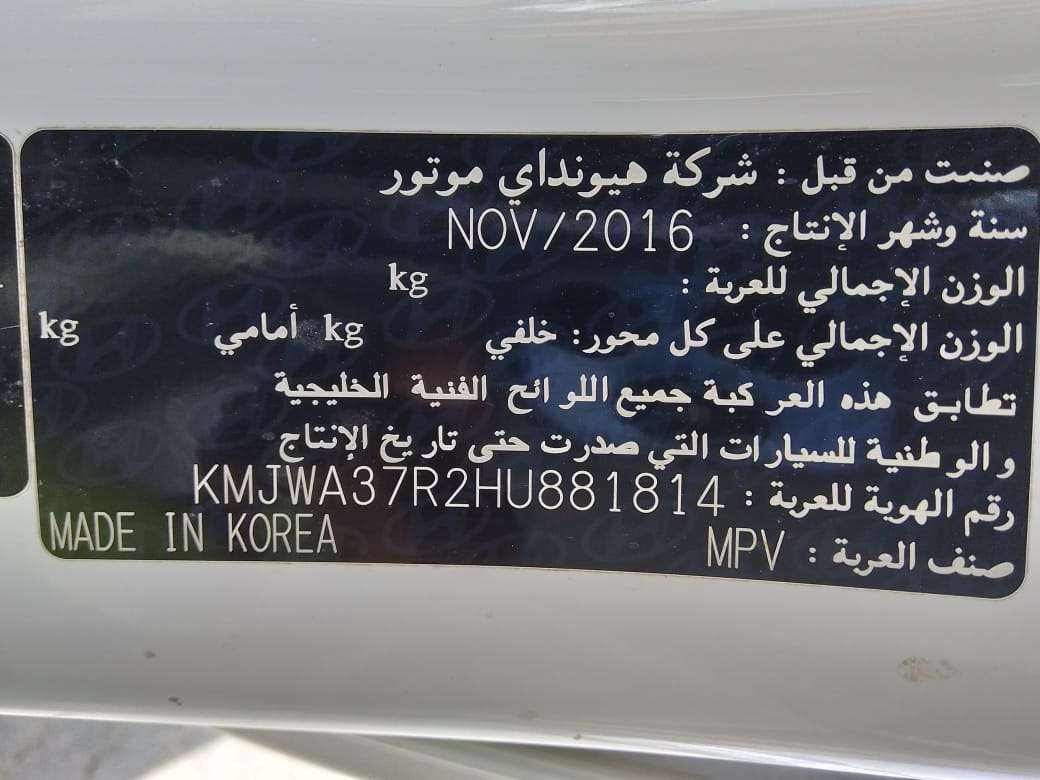 صنعت من قبل : شركة هيونداي موتور
سنة وشهر الإنتاج : NOV/2016
الوزن الإجمالي للعربة : kg
الوزن الإجمالي على كل محور: خلفي kg أمامي kg
تطابق هذه المركبة جميع اللوائح الفنية الخليجية
والوطنية للسيارات التي صدرت حتى تاريخ الإنتاج
رقم الهوية للعربة : KMJWA37R2HU881814
صنف العربة : MPV MADE IN KOREA